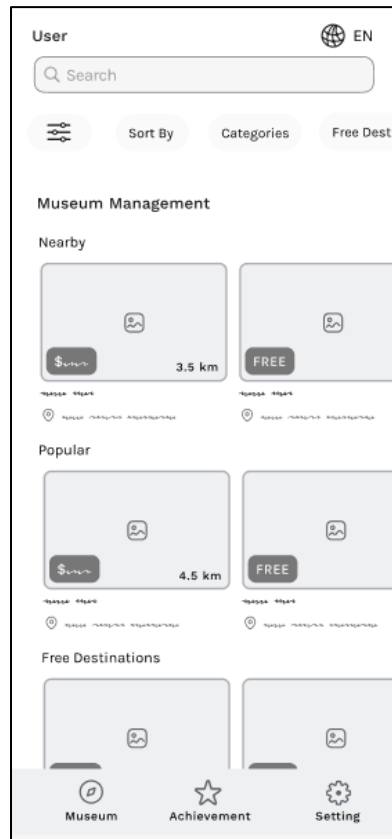 User EN
Search
Sort By Categories Free Dest
Museum Management
Nearby
$ 3.5 km FREE
Popular
$ 4.5 km FREE
Free Destinations
Museum Achievement Setting